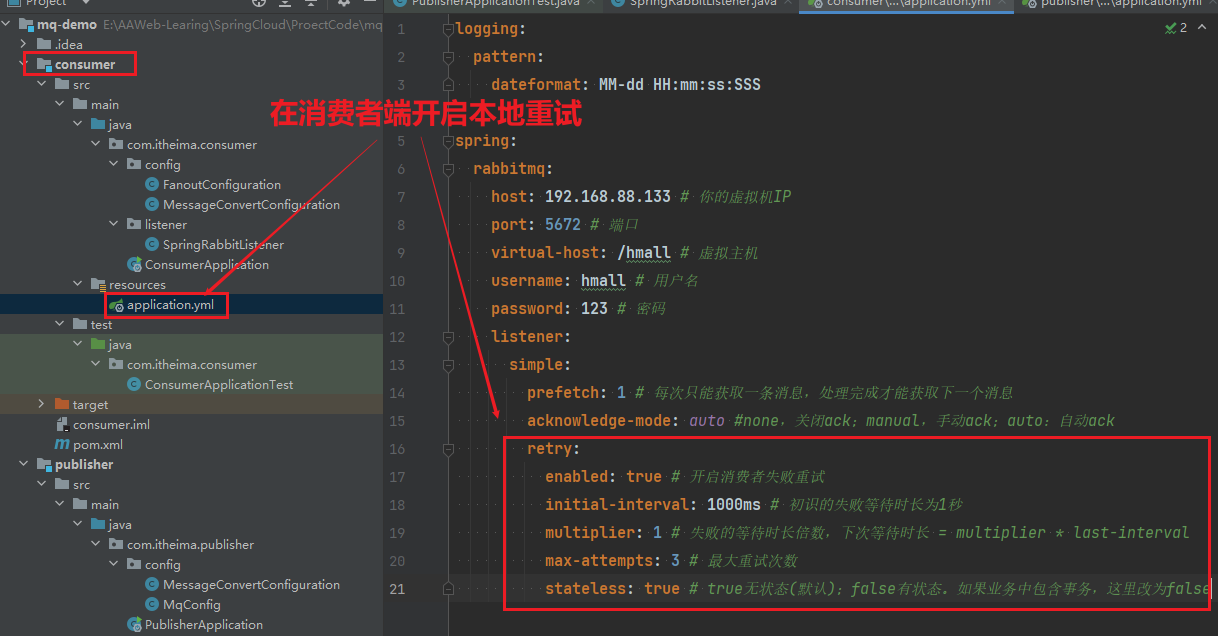 Project
PublisherApplicationTest.java
SpringRabbitListener.java
consumer\...\application.yml
publisher\...\application.yml
mq-demo E:\AAWeb-Learing\SpringCloud\ProectCode\mq
.idea
consumer
src
main
java
com.itheima.consumer
config
FanoutConfiguration
MessageConvertConfiguration
listener
SpringRabbitListener
ConsumerApplication
resources
application.yml
test
java
com.itheima.consumer
ConsumerApplicationTest
target
consumer.iml
pom.xml
publisher
src
main
java
com.itheima.publisher
config
MessageConvertConfiguration
MqConfig
PublisherApplication
在消费者端开启本地重试
2
1 logging:
2 pattern:
3 dateformat: MM-dd HH:mm:ss:SSS
5 spring:
6 rabbitmq:
7 host: 192.168.88.133 # 你的虚拟机IP
8 port: 5672 # 端口
9 virtual-host: /hmall # 虚拟主机
10 username: hmall # 用户名
11 password: 123 # 密码
12 listener:
13 simple:
14 prefetch: 1 # 每次只能获取一条消息，处理完成才能获取下一个消息
15 acknowledge-mode: auto #none，关闭ack；manual，手动ack；auto：自动ack
16 retry:
17 enabled: true # 开启消费者失败重试
18 initial-interval: 1000ms # 初识的失败等待时长为1秒
19 multiplier: 1 # 失败的等待时长倍数，下次等待时长 = multiplier * last-interval
20 max-attempts: 3 # 最大重试次数
21 stateless: true # true无状态(默认)；false有状态。如果业务中包含事务，这里改为false